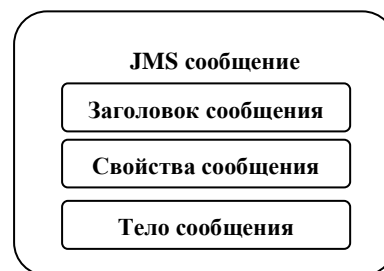 JMS сообщение
Заголовок сообщения
Свойства сообщения
Тело сообщения